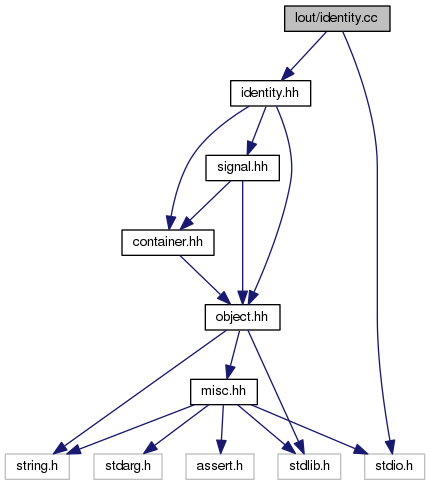 lout/identity.cc
identity.hh
signal.hh
container.hh
object.hh
misc.hh
string.h
stdarg.h
assert.h
stdlib.h
stdio.h